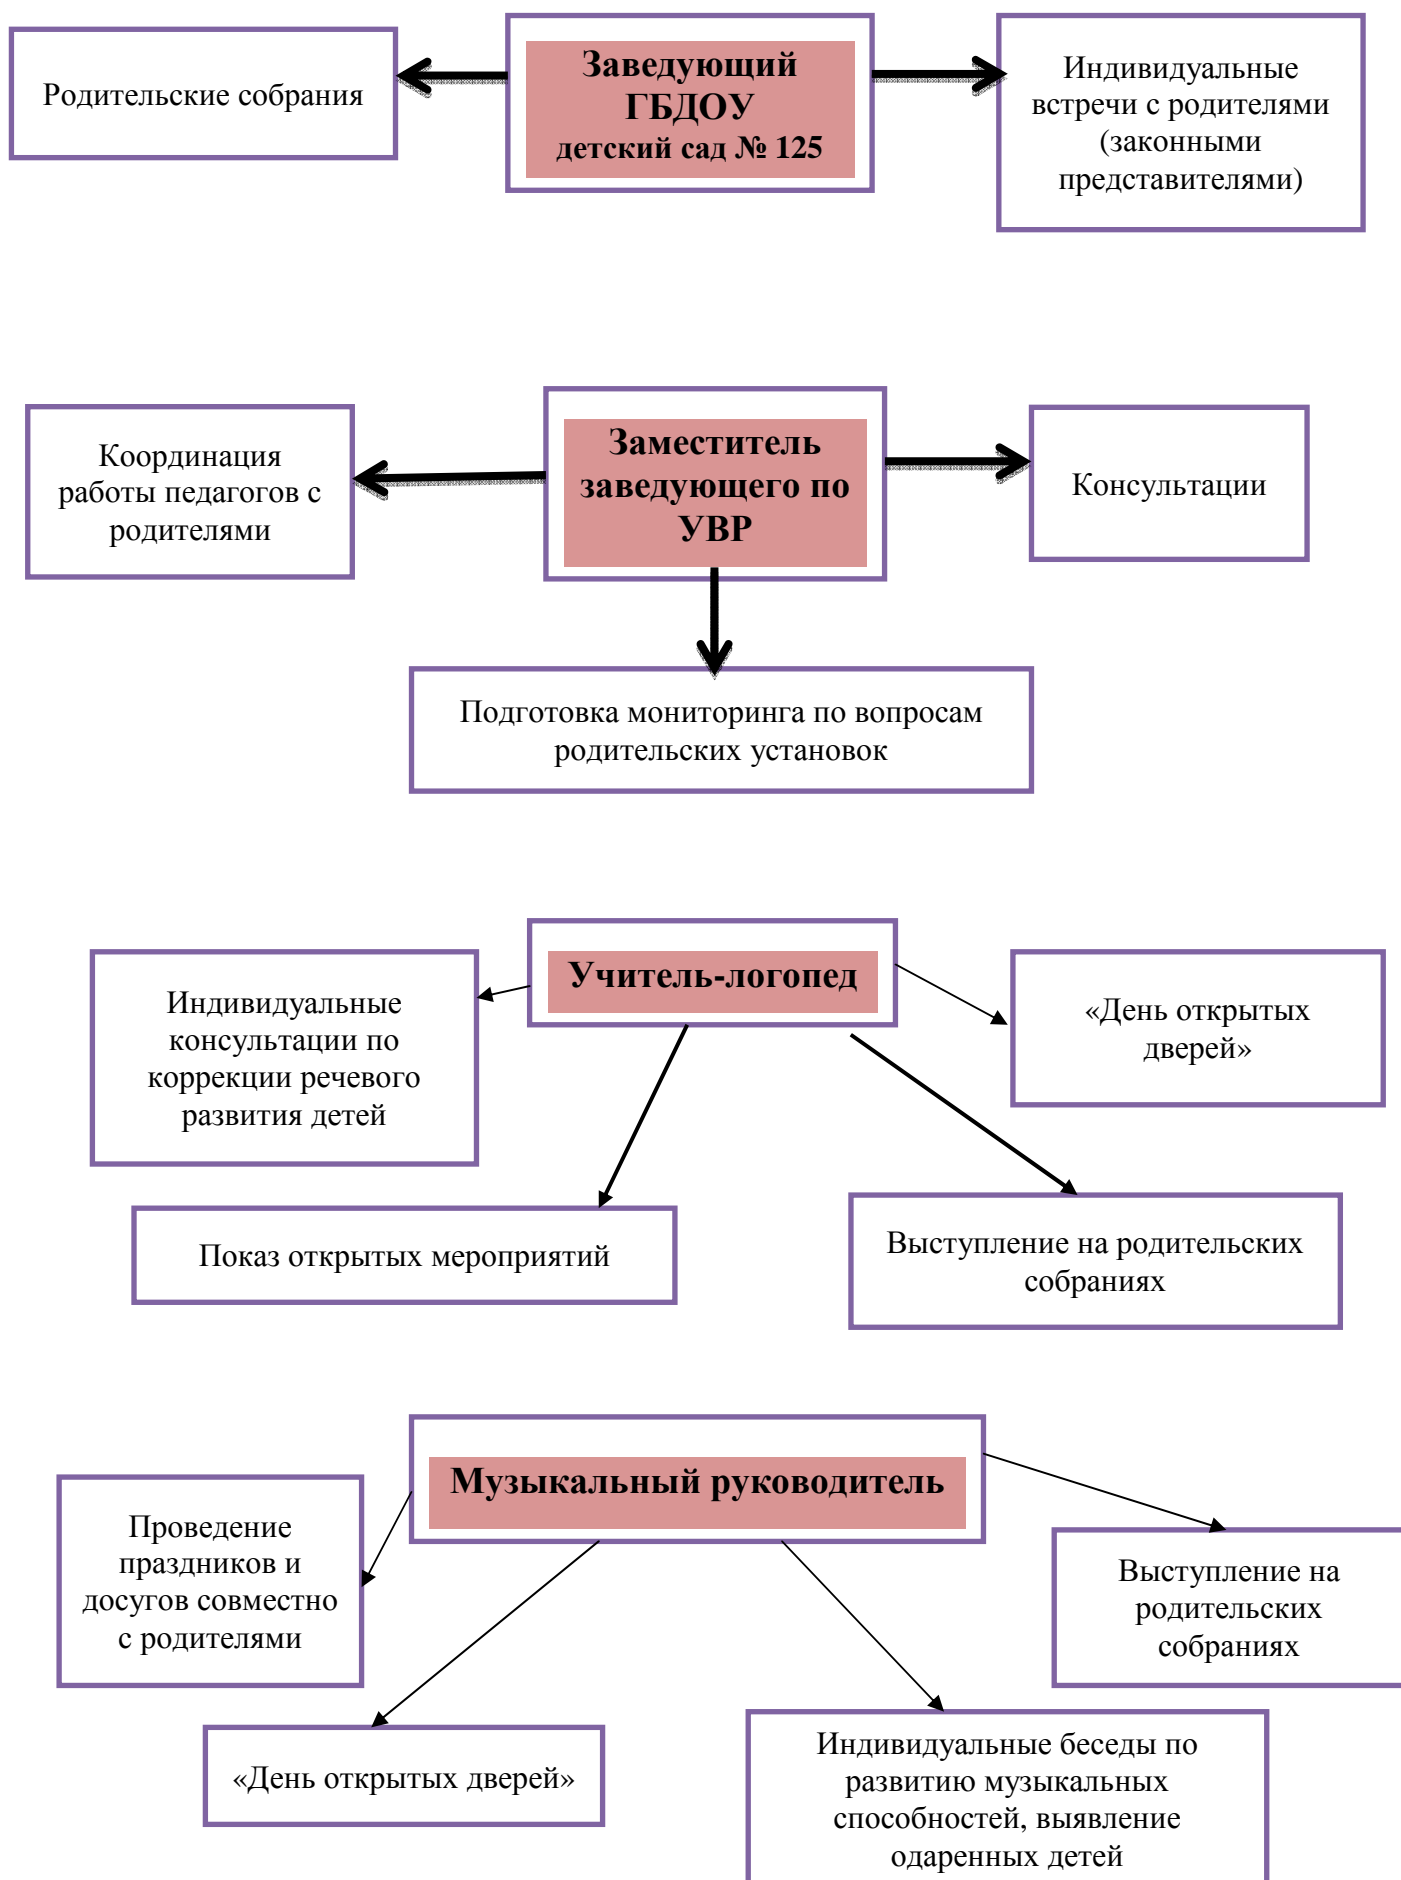 Родительские собрания
Заведующий
ГБДОУ
детский сад № 125
Индивидуальные
встречи с родителями
(законными
представителями)
Координация
работы педагогов с
родителями
Заместитель
заведующего по
УВР
Консультации
Подготовка мониторинга по вопросам
родительских установок
Учитель-логопед
Индивидуальные
консультации по
коррекции речевого
развития детей
«День открытых
дверей»
Показ открытых мероприятий
Выступление на родительских
собраниях
Музыкальный руководитель
Проведение
праздников и
досугов совместно
с родителями
Выступление на
родительских
собраниях
«День открытых дверей»
Индивидуальные беседы по
развитию музыкальных
способностей, выявление
одаренных детей